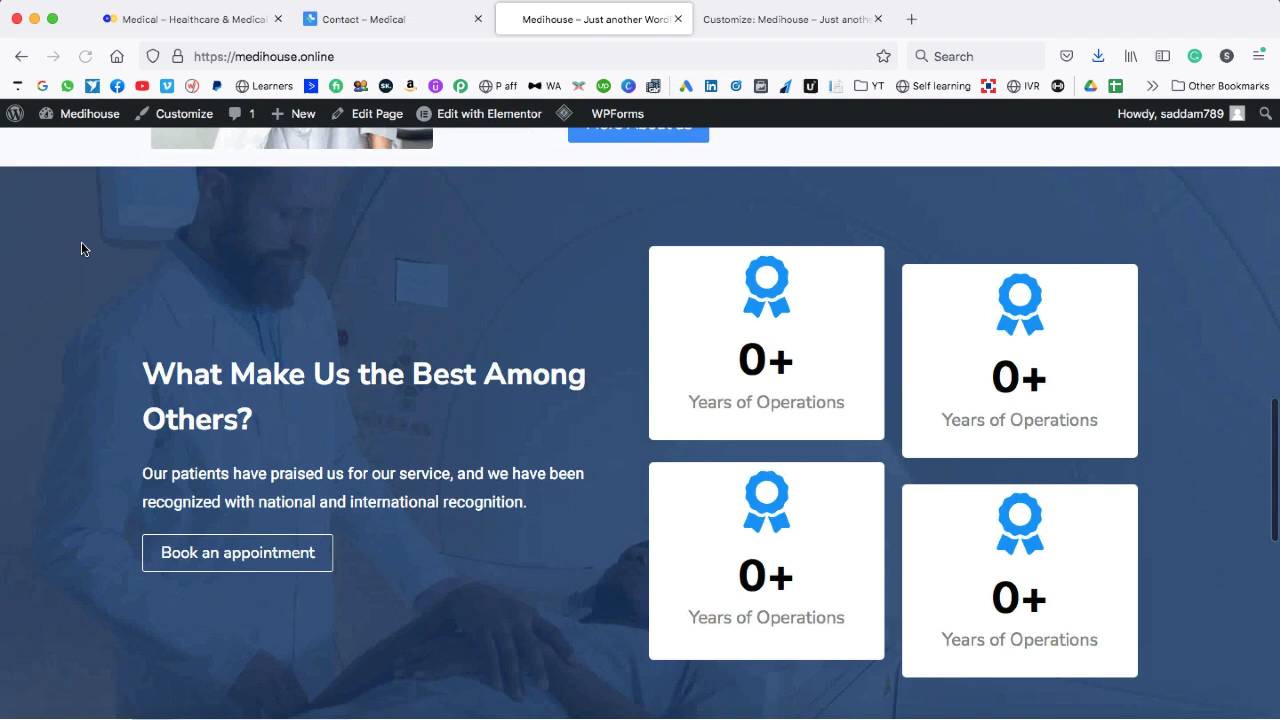 Medical – Healthcare & Medical
Contact – Medical
Medihouse – Just another Word
Customize: Medihouse – Just anoth
https://medihouse.online
Search
Learners
P aff
WA
YT
Self learning
IVR
Other Bookmarks
Medihouse
Customize
1
New
Edit Page
Edit with Elementor
WPForms
Howdy, saddam789
More About us
What Make Us the Best Among
Others?
Our patients have praised us for our service, and we have been
recognized with national and international recognition.
Book an appointment
0+
Years of Operations
0+
Years of Operations
0+
Years of Operations
0+
Years of Operations